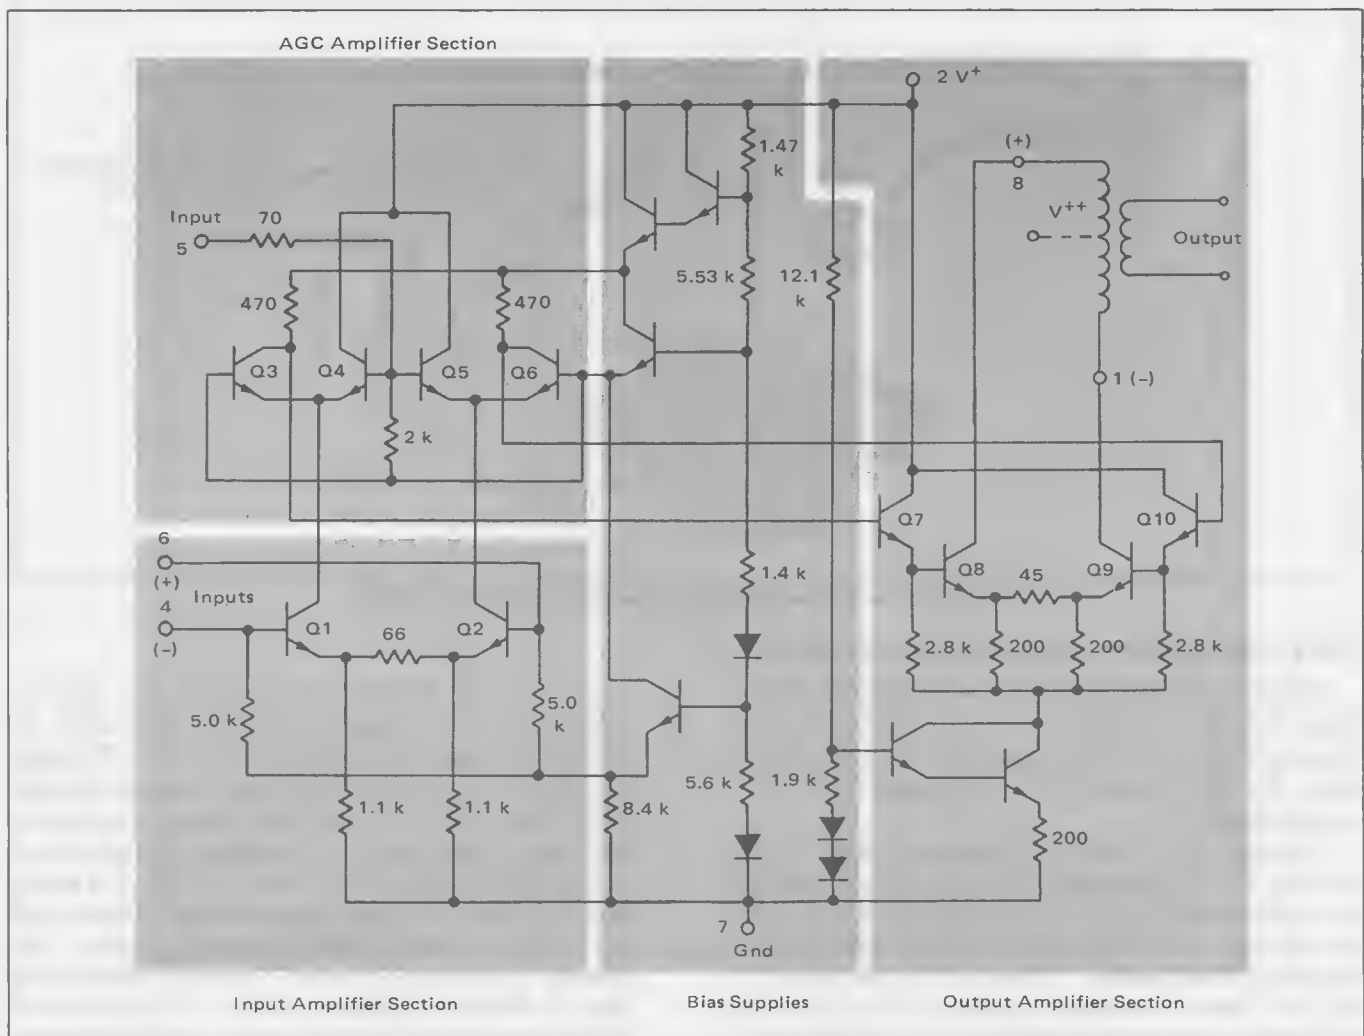 AGC Amplifier Section
2 V+
(+)
8
1.47
k
Input
70
5
V++
Output
5.53 k
12.1
k
470
470
Q3
Q4
Q5
Q6
1 (-)
2 k
Q7
Q10
6
(+)
Inputs
4
(-)
1.4 k
Q8
45
Q9
Q1
66
Q2
2.8 k
200
200
2.8 k
5.0 k
5.0
k
1.1 k
1.1 k
8.4 k
5.6 k
1.9 k
200
7
Gnd
Input Amplifier Section
Bias Supplies
Output Amplifier Section